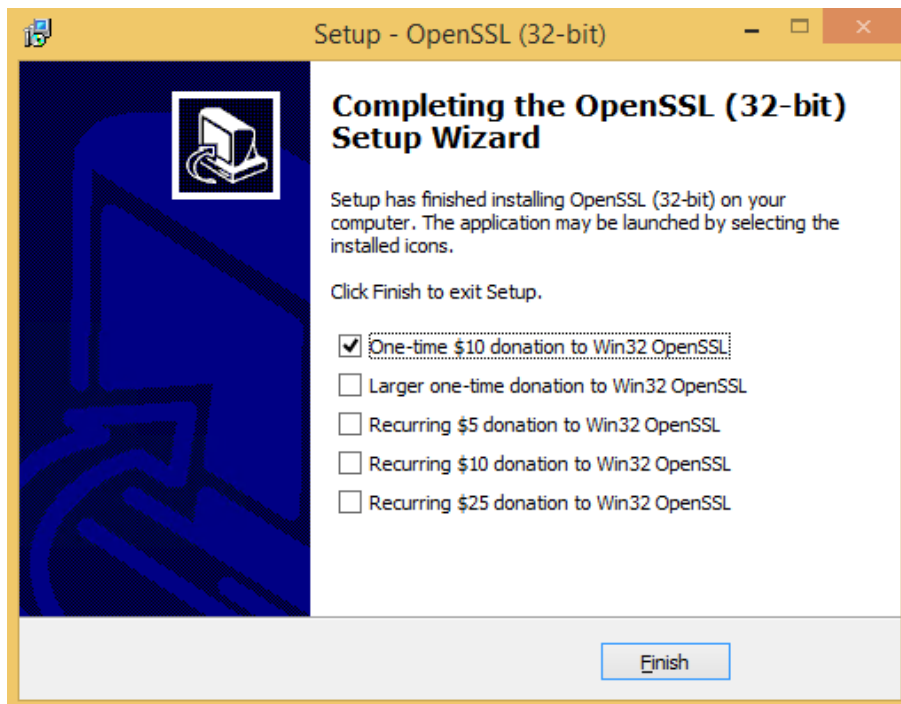 Setup - OpenSSL (32-bit)
Completing the OpenSSL (32-bit)
Setup Wizard
Setup has finished installing OpenSSL (32-bit) on your
computer. The application may be launched by selecting the
installed icons.
Click Finish to exit Setup.
One-time $10 donation to Win32 OpenSSL
Larger one-time donation to Win32 OpenSSL
Recurring $5 donation to Win32 OpenSSL
Recurring $10 donation to Win32 OpenSSL
Recurring $25 donation to Win32 OpenSSL
Finish